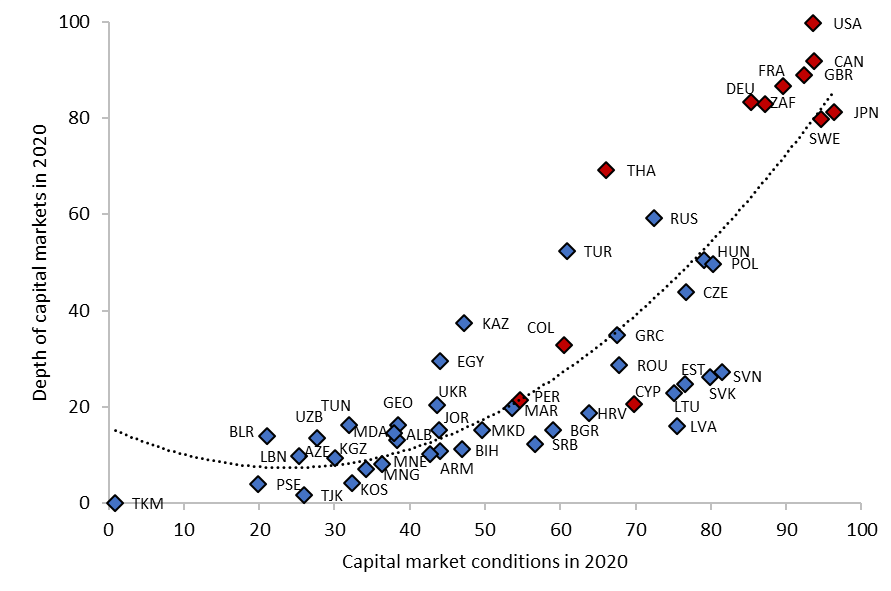 100
80
60
40
20
0
Depth of capital markets in 2020
USA
CAN
FRA
GBR
DEU
ZAF
JPN
SWE
THA
RUS
TUR
HUN
POL
CZE
KAZ
COL
GRC
EGY
ROU
EST
SVN
SVK
CYP
UKR
PER
LTU
GEO
TUN
MAR
HRV
UZB
JOR
LVA
BLR
MDA
ALB
MKD
BGR
SRB
LBN
AZE
KGZ
BIH
MNE
ARM
MNG
PSE
KOS
TJK
TKM
0 10 20 30 40 50 60 70 80 90 100
Capital market conditions in 2020